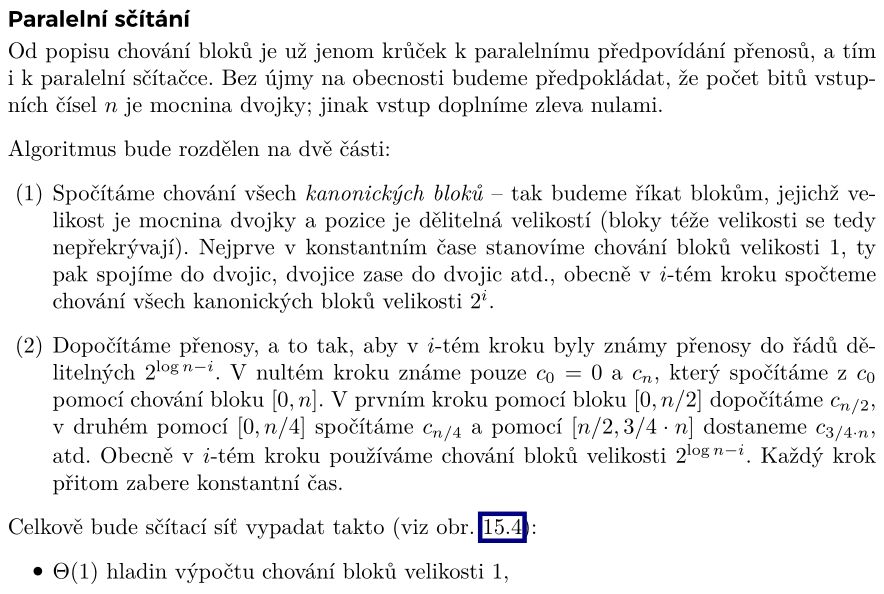 Paralelní sčítání
Od popisu chování bloků je už jenom krůček k paralelnímu předpovídání přenosů, a tím
i k paralelní sčítačce. Bez újmy na obecnosti budeme předpokládat, že počet bitů vstup-
ních čísel n je mocnina dvojky; jinak vstup doplníme zleva nulami.
Algoritmus bude rozdělen na dvě části:
(1) Spočítáme chování všech kanonických bloků – tak budeme říkat blokům, jejichž ve-
likost je mocnina dvojky a pozice je dělitelná velikostí (bloky téže velikosti se tedy
nepřekrývají). Nejprve v konstantním čase stanovíme chování bloků velikosti 1, ty
pak spojíme do dvojic, dvojice zase do dvojic atd., obecně v i-tém kroku spočteme
chování všech kanonických bloků velikosti 2^i.
(2) Dopočítáme přenosy, a to tak, aby v i-tém kroku byly známy přenosy do řádů dě-
litelných 2^{log n−i}. V nultém kroku známe pouze c_0 = 0 a c_n, který spočítáme z c_0
pomocí chování bloku [0, n]. V prvním kroku pomocí bloku [0, n/2] dopočítáme c_{n/2},
v druhém pomocí [0, n/4] spočítáme c_{n/4} a pomocí [n/2, 3/4 · n] dostaneme c_{3/4·n},
atd. Obecně v i-tém kroku používáme chování bloků velikosti 2^{log n−i}. Každý krok
přitom zabere konstantní čas.
Celkově bude sčítací síť vypadat takto (viz obr. 15.4):
• Θ(1) hladin výpočtu chování bloků velikosti 1,